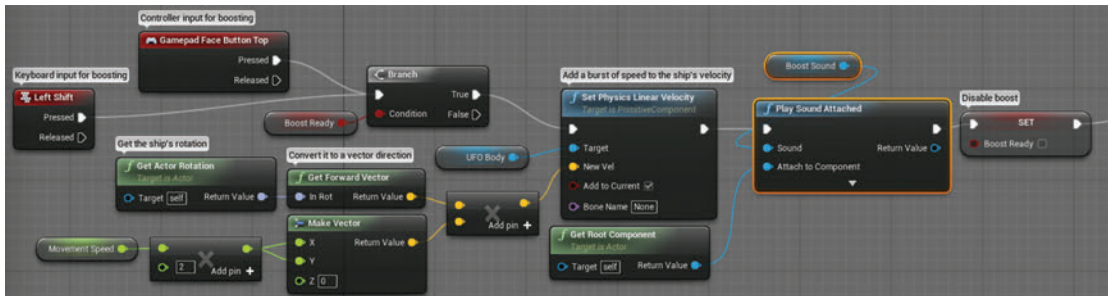 Controller input for boosting
Gamepad Face Button Top
Pressed
Released
Keyboard input for boosting
Left Shift
Pressed
Released
Branch
True
Condition
False
Boost Ready
Get the ship's rotation
Get Actor Rotation
Target is Actor
Target self
Return Value
Convert it to a vector direction
Get Forward Vector
In Rot
Return Value
Make Vector
X
Return Value
Y
Z 0
Movement Speed
2
Add pin +
Add pin +
Add a burst of speed to the ship's velocity
Set Physics Linear Velocity
Target is PrimitiveComponent
Target
New Vel
Add to Current
Bone Name None
UFO Body
Get Root Component
Target is Actor
Target self
Return Value
Boost Sound
Play Sound Attached
Sound
Return Value
Attach to Component
Disable boost
SET
Boost Ready